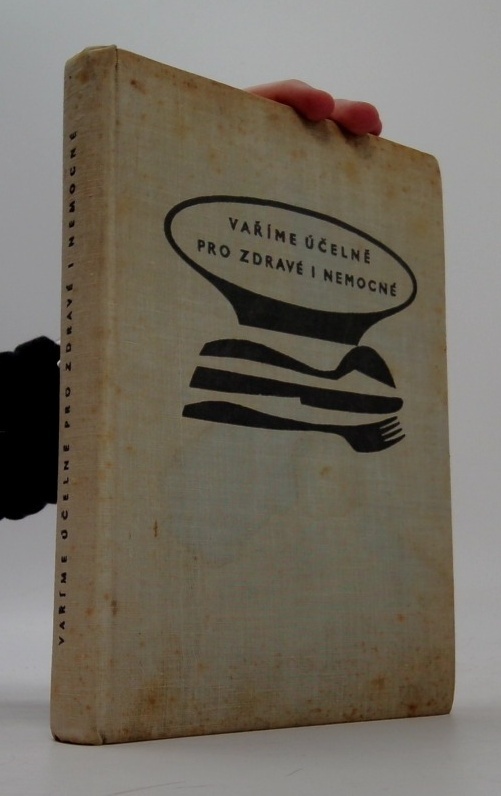 VAŘÍME ÚČELNĚ
PRO ZDRAVÉ I NEMOCNÉ
VAŘÍME ÚČELNĚ PRO ZDRAVÉ I NEMOCNÉ